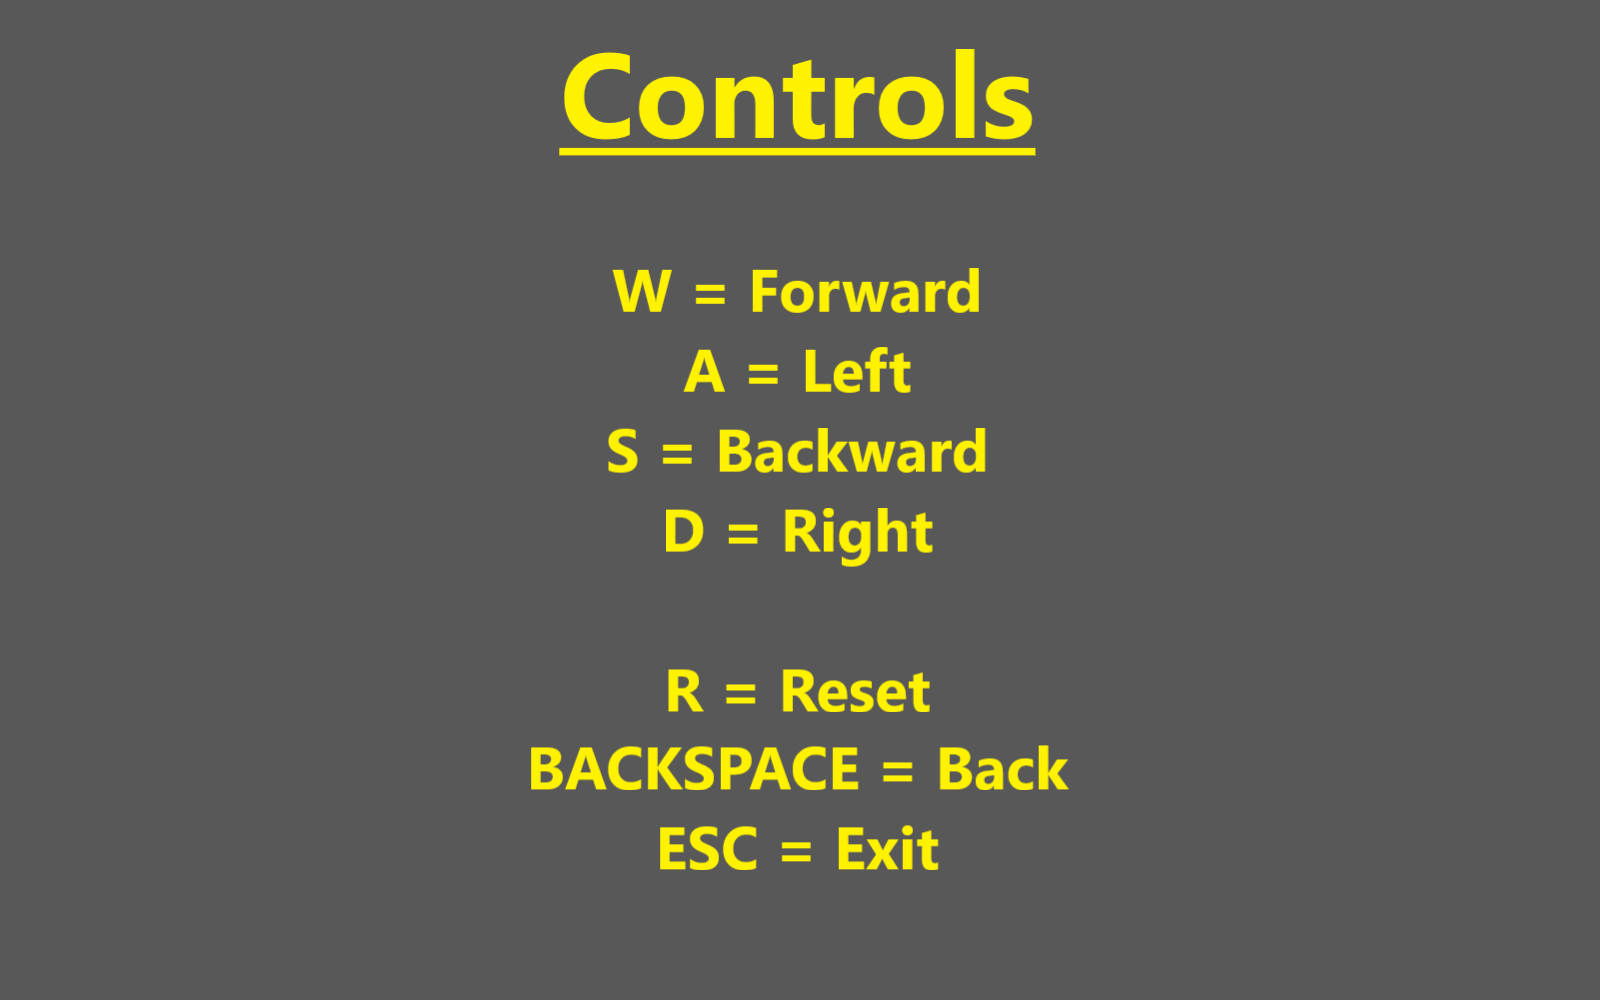 Controls
W = Forward
A = Left
S = Backward
D = Right
R = Reset
BACKSPACE = Back
ESC = Exit